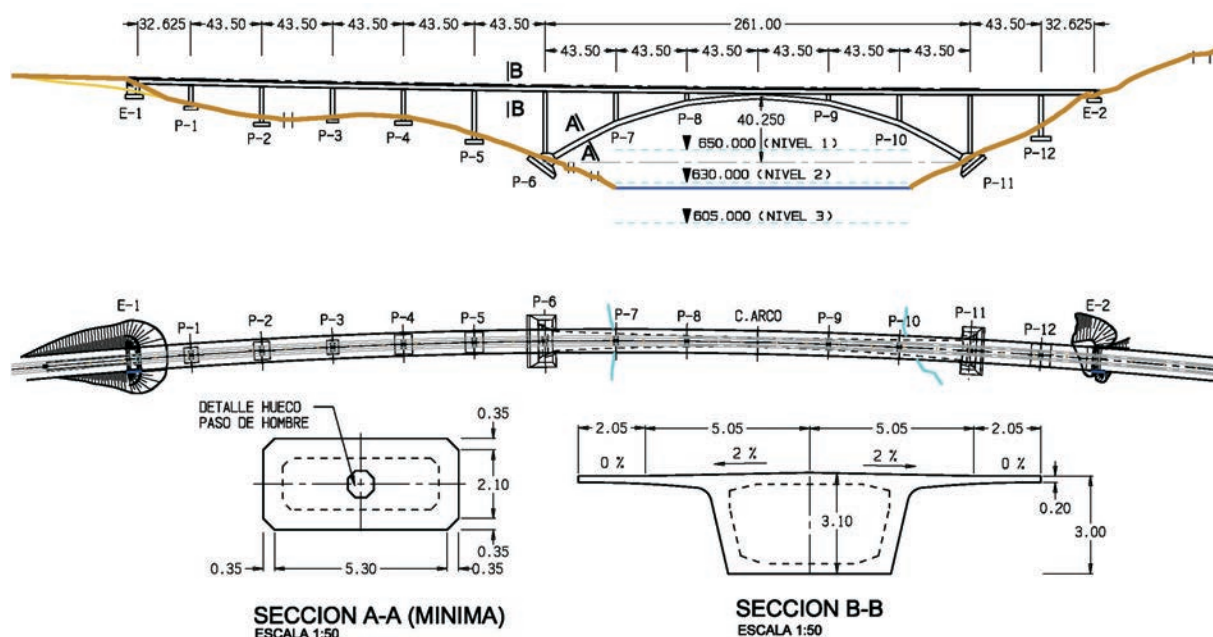 32.625 43.50 43.50 43.50 43.50 43.50 261.00 43.50 32.625
43.50 43.50 43.50 43.50 43.50 43.50
B
B
E-1 P-1 P-2 P-3 P-4 P-5 P-6 A A P-7 P-8 40.250 P-9 P-10 P-11 P-12 E-2
650.000 (NIVEL 1)
630.000 (NIVEL 2)
605.000 (NIVEL 3)
E-1 P-1 P-2 P-3 P-4 P-5 P-6 P-7 P-8 C.ARCO P-9 P-10 P-11 P-12 E-2
DETALLE HUECO
PASO DE HOMBRE
0.35
2.10
0.35
0.35 5.30 0.35
SECCION A-A (MINIMA)
ESCALA 1:50
2.05 5.05 5.05 2.05
0 % 2 % 2 % 0 %
3.10
0.20
3.00
SECCION B-B
ESCALA 1:50